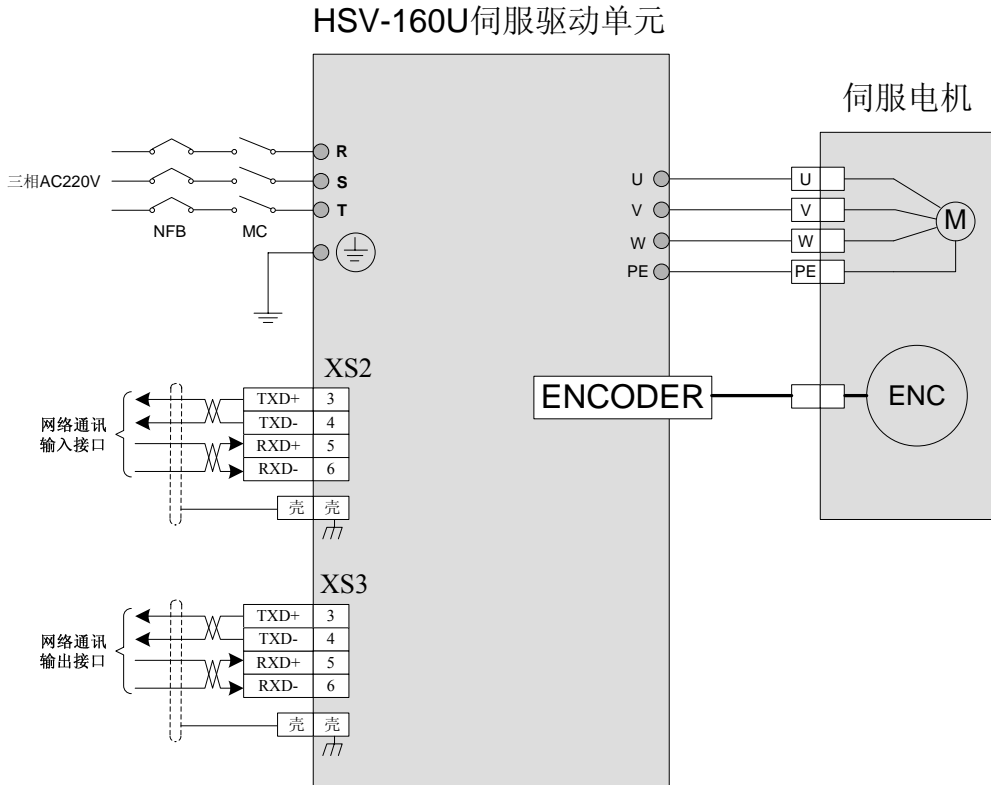 HSV-160U伺服驱动单元
伺服电机
三相AC220V
R
S
T
NFB
MC
U
V
W
PE
U
V
W
PE
M
XS2
网络通讯
输入接口
TXD+ 3
TXD- 4
RXD+ 5
RXD- 6
壳 壳
ENCODER
ENC
XS3
网络通讯
输出接口
TXD+ 3
TXD- 4
RXD+ 5
RXD- 6
壳 壳